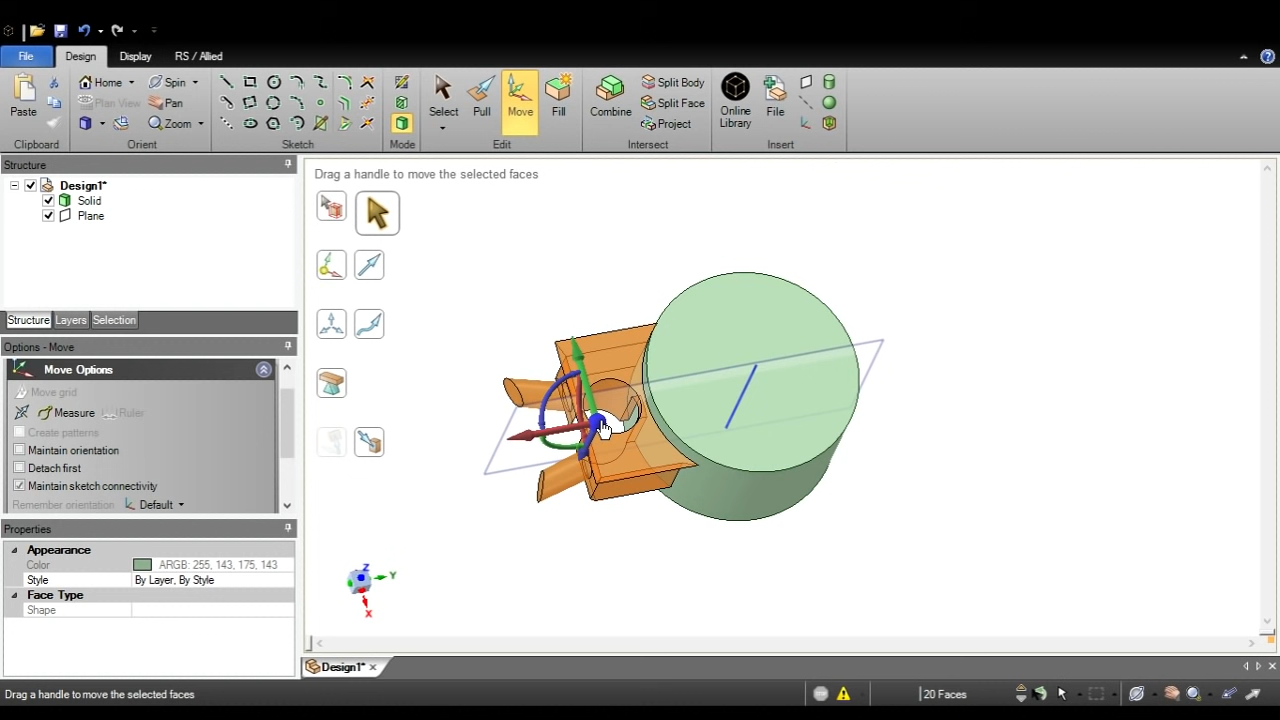 File
Design
Display
RS / Allied
Paste
Home
Plan View
Spin
Pan
Zoom
Select
Pull
Move
Fill
Combine
Split Body
Split Face
Project
Online
Library
File
Clipboard
Orient
Sketch
Mode
Edit
Intersect
Insert
Structure
Design1*
Solid
Plane
Structure
Layers
Selection
Options - Move
Move Options
Move grid
Measure
Ruler
Create patterns
Maintain orientation
Detach first
Maintain sketch connectivity
Remember orientation
Default
Properties
Appearance
Color
ARGB: 255, 143, 175, 143
Style
By Layer, By Style
Face Type
Shape
Drag a handle to move the selected faces
Z
Y
X
Design1*
Drag a handle to move the selected faces
20 Faces